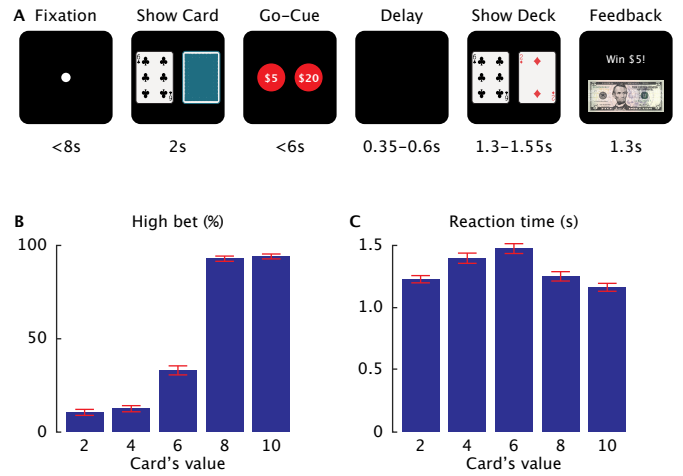 A Fixation Show Card Go-Cue Delay Show Deck Feedback
$5 $20
Win $5!
<8s 2s <6s 0.35-0.6s 1.3-1.55s 1.3s
B High bet (%)
100
50
0
2 4 6 8 10
Card's value
C Reaction time (s)
1.5
1.0
0.5
0
2 4 6 8 10
Card's value